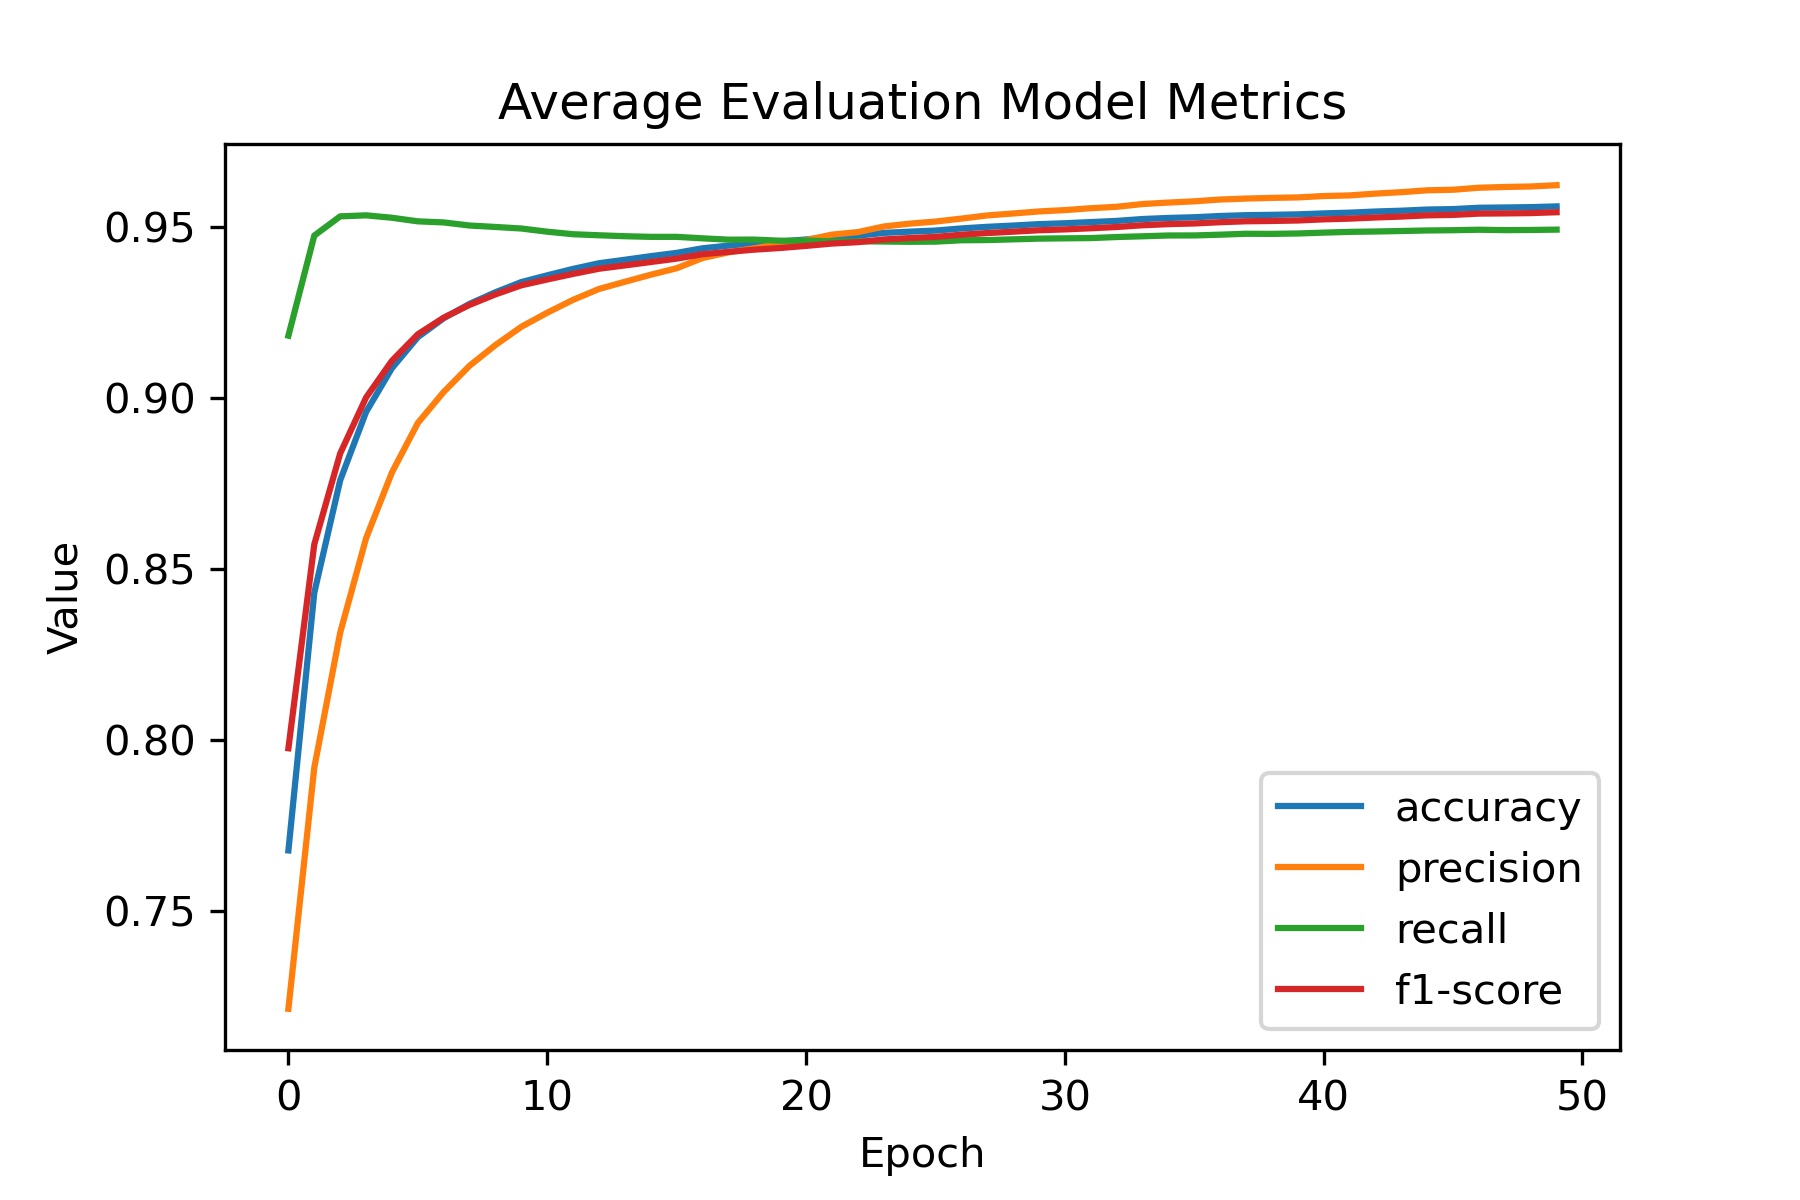 Average Evaluation Model Metrics
Value
0.95
0.90
0.85
0.80
0.75
0 10 20 30 40 50
Epoch
accuracy
precision
recall
f1-score